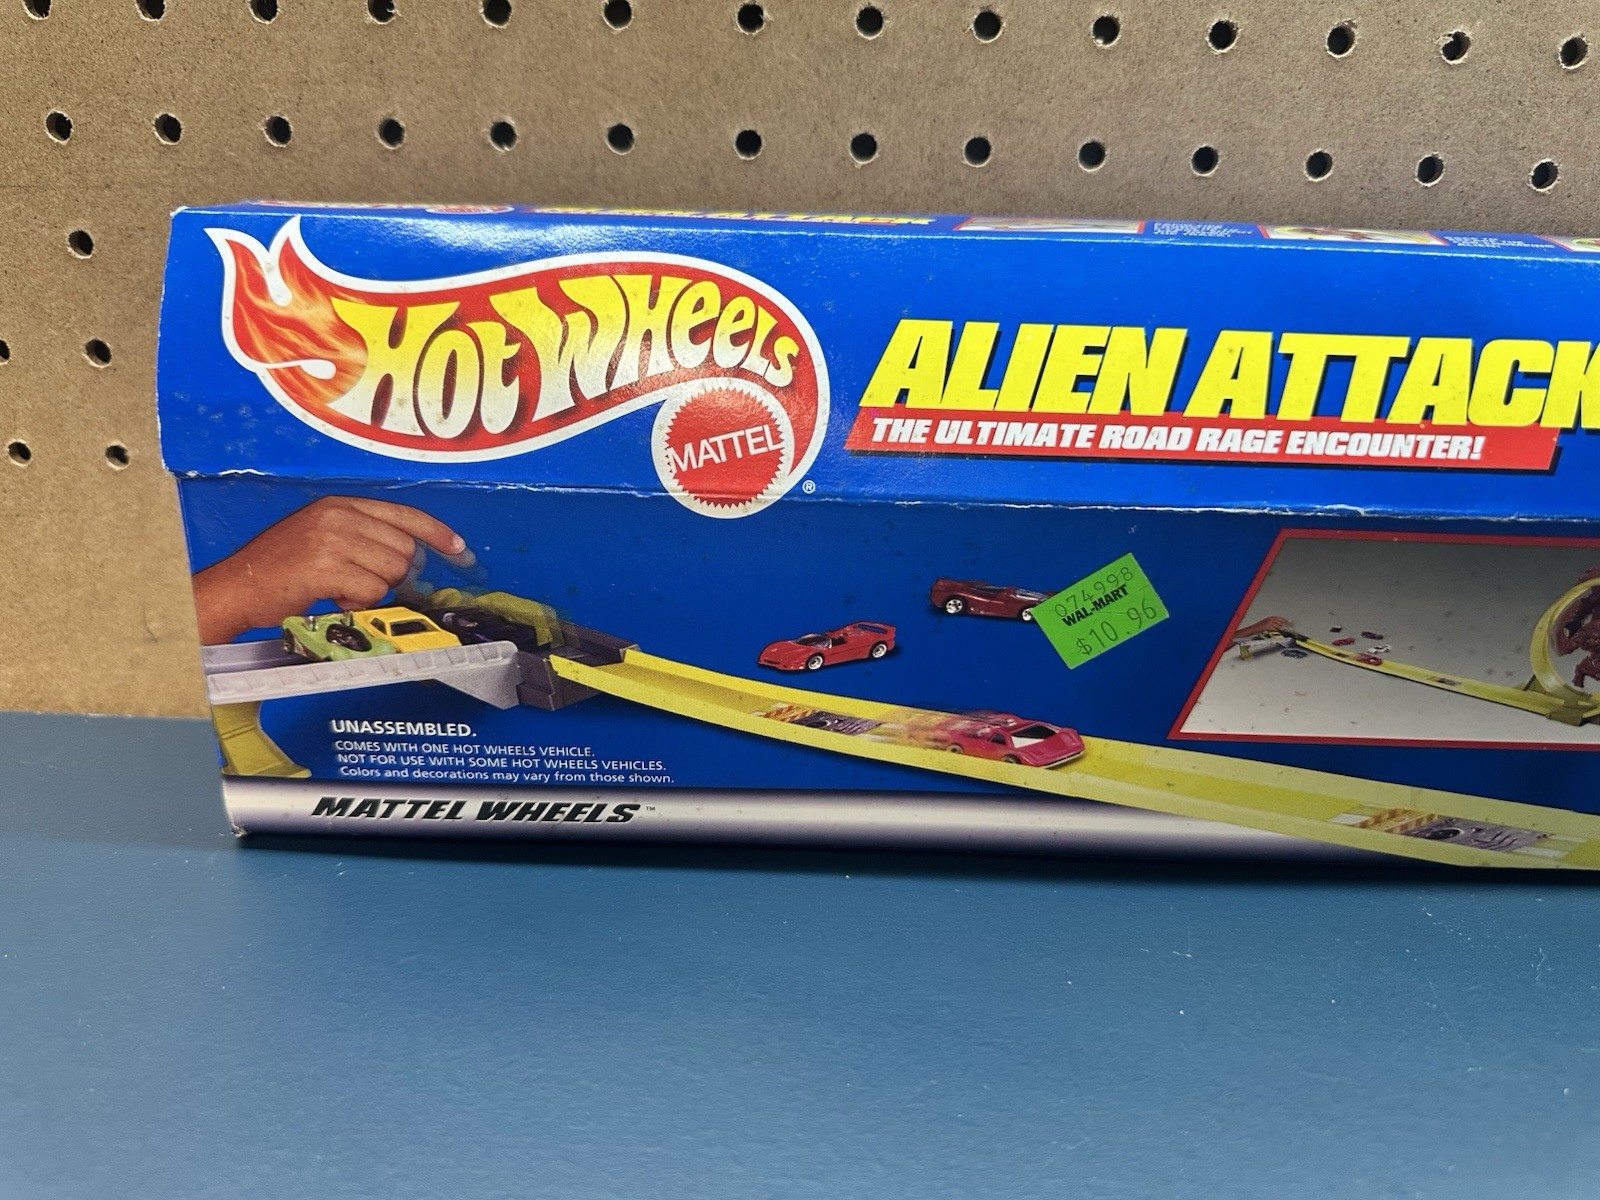 Hot Wheels
MATTEL
®
ALIEN ATTACK
THE ULTIMATE ROAD RAGE ENCOUNTER!
074998
WAL-MART
$10.96
UNASSEMBLED.
COMES WITH ONE HOT WHEELS VEHICLE.
NOT FOR USE WITH SOME HOT WHEELS VEHICLES.
Colors and decorations may vary from those shown.
MATTEL WHEELS™